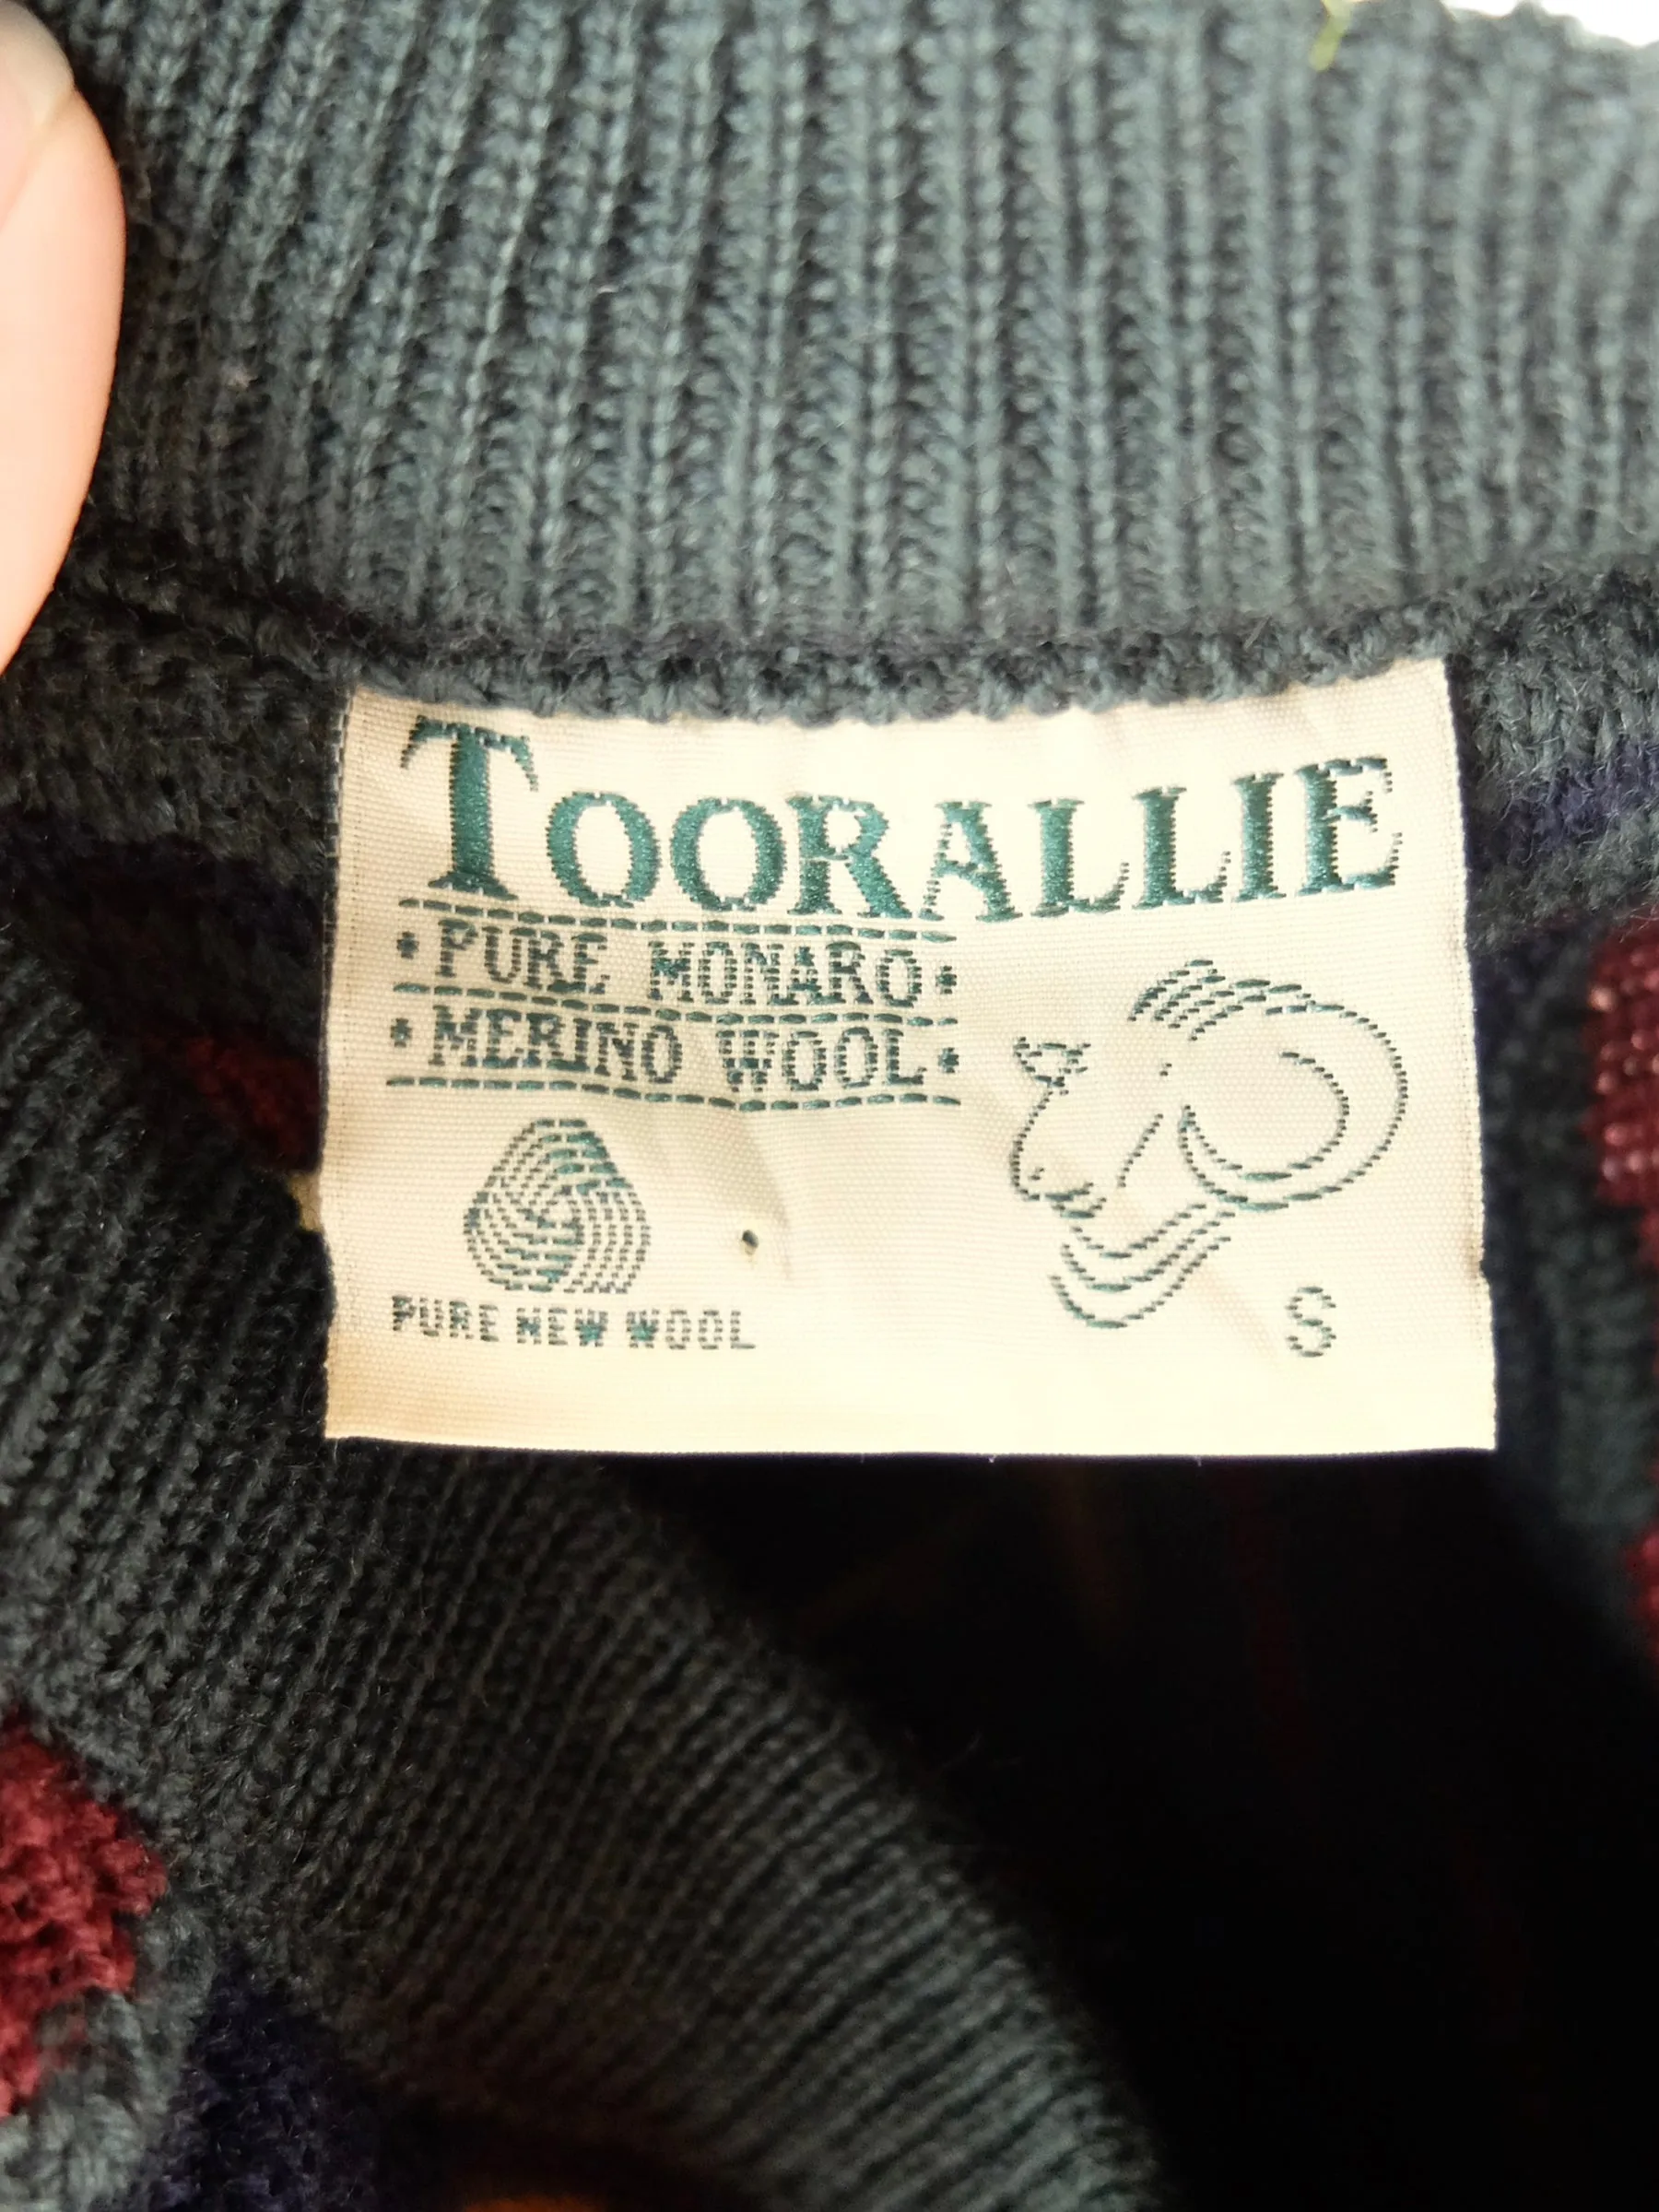 TOORALLIE
• PURE MONARO •
• MERINO WOOL •
PURE NEW WOOL
S